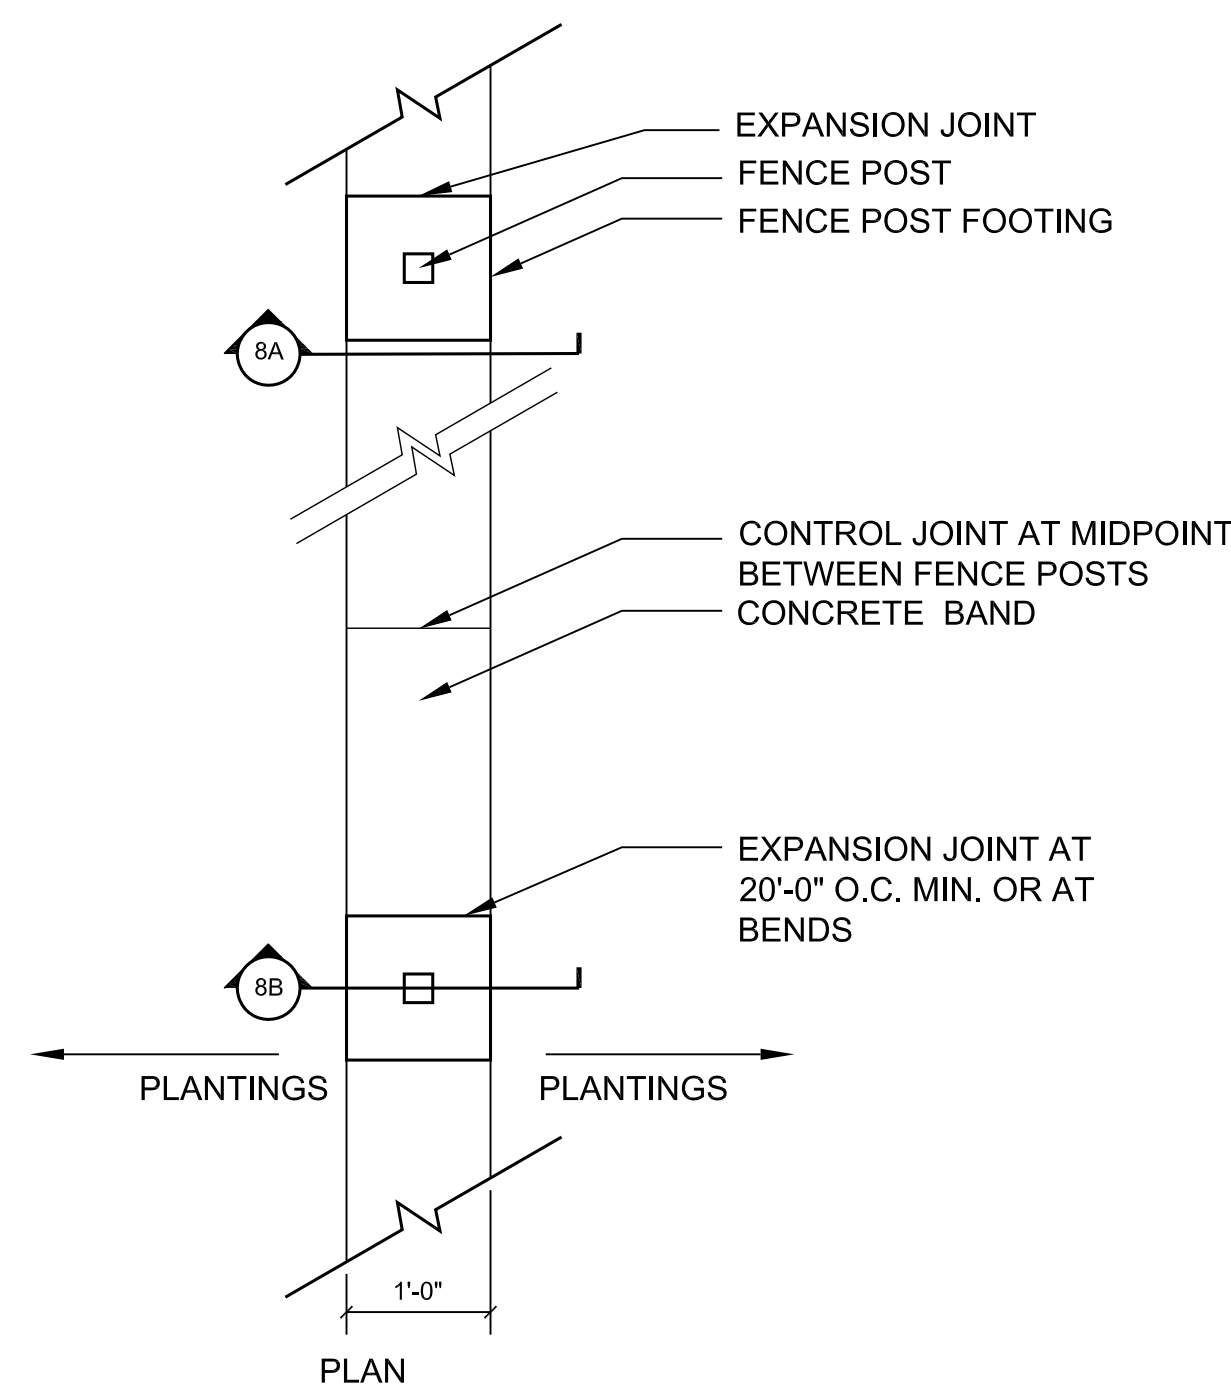 EXPANSION JOINT
FENCE POST
FENCE POST FOOTING
8A
CONTROL JOINT AT MIDPOINT
BETWEEN FENCE POSTS
CONCRETE BAND
EXPANSION JOINT AT
20'-0" O.C. MIN. OR AT
BENDS
8B
PLANTINGS PLANTINGS
1'-0"
PLAN